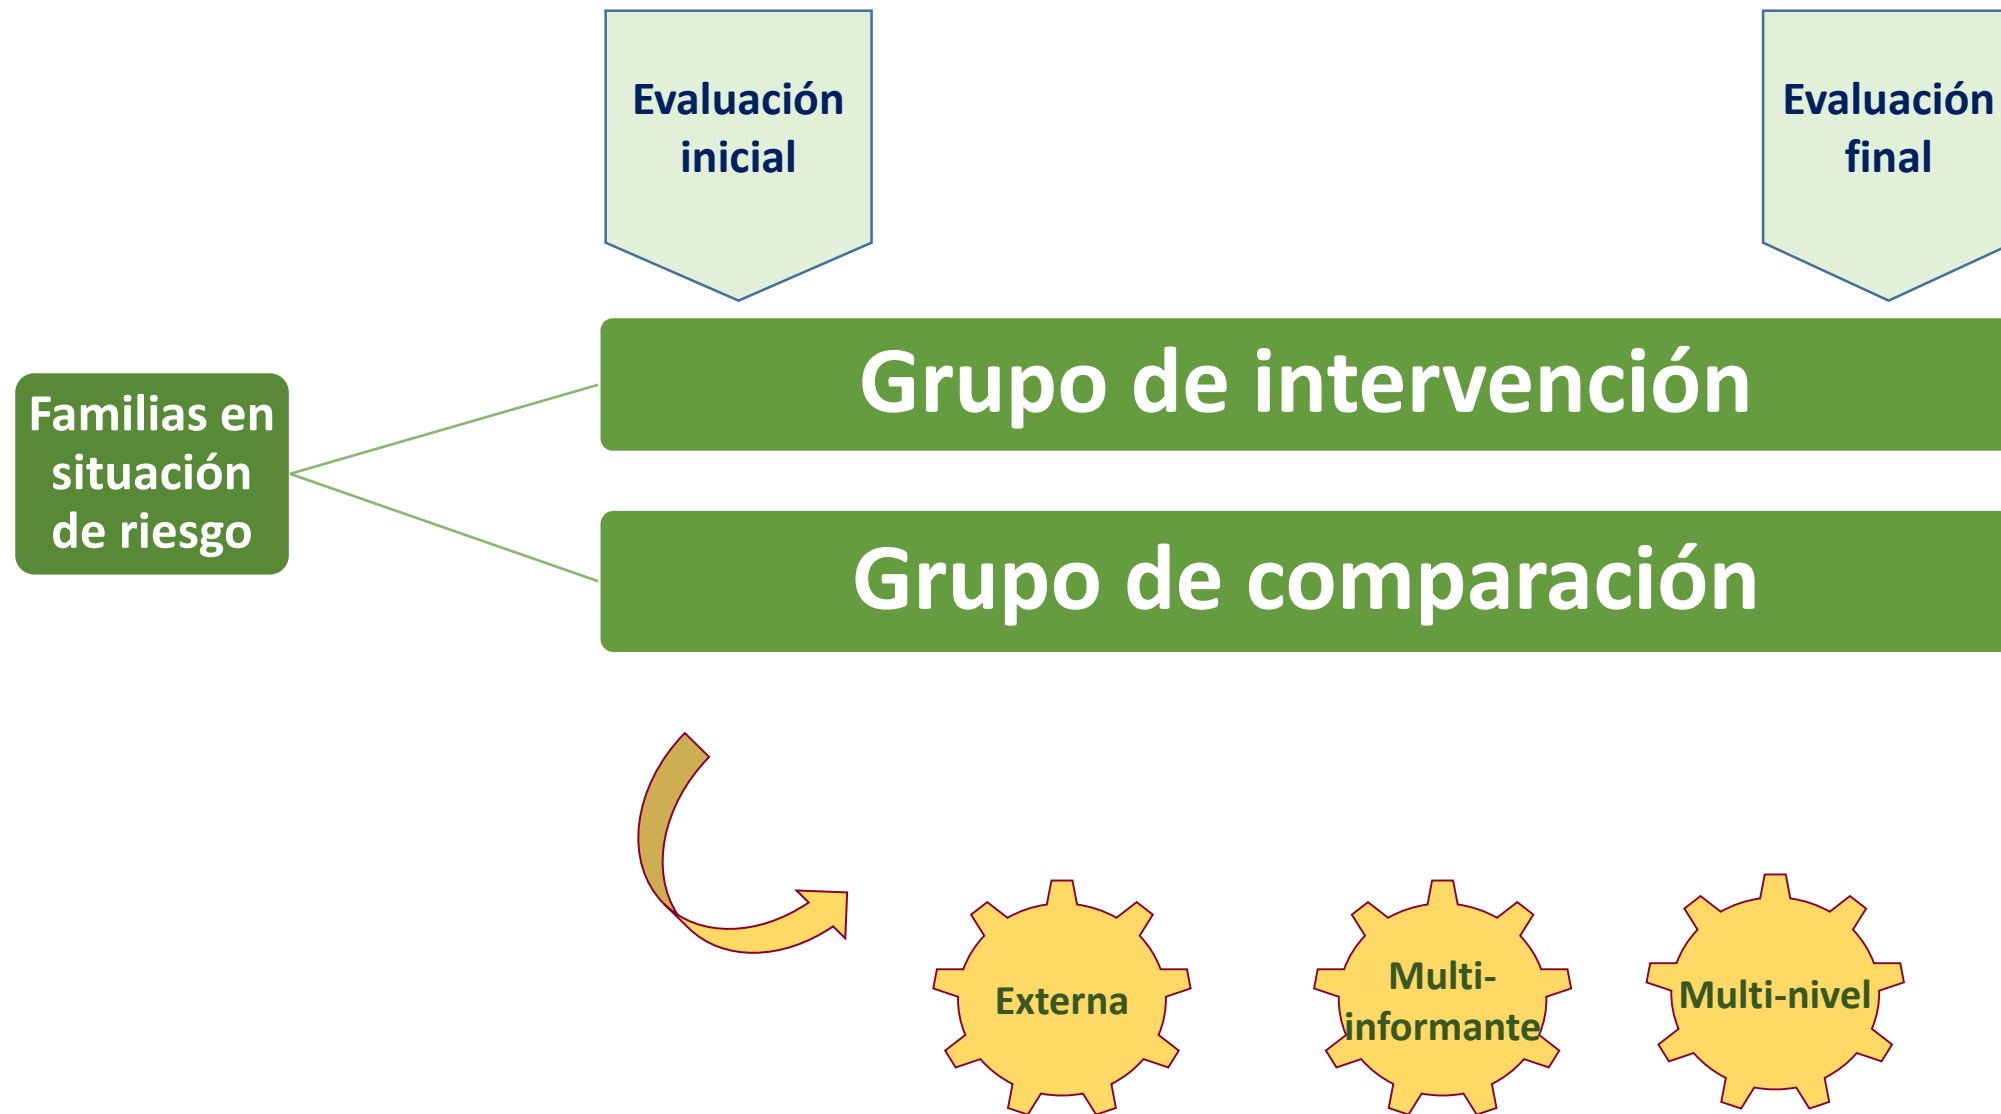 Evaluación
inicial
Evaluación
final
Familias en
situación
de riesgo
Grupo de intervención
Grupo de comparación
Externa
Multi-
informante
Multi-nivel